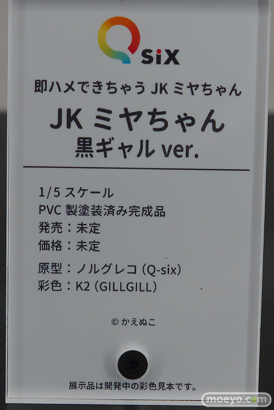 Q siX
即ハメできちゃう JK ミヤちゃん
JK ミヤちゃん
黒ギャル ver.
1/5 スケール
PVC 製塗装済み完成品
発売：未定
価格：未定
原型：ノルグレコ（Q-six）
彩色：K2（GILLGILL）
© かえぬこ
展示品は開発中の彩色見本です。
moeyo.com